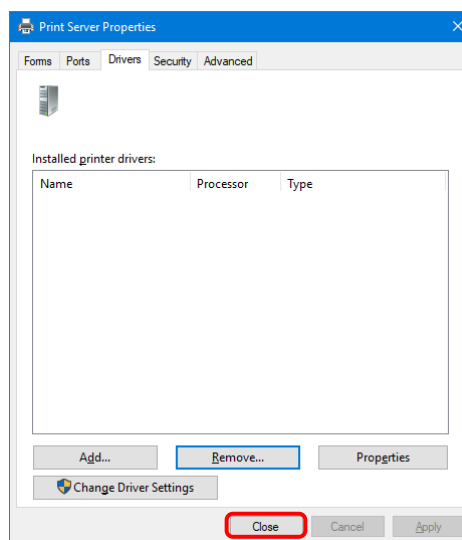 Print Server Properties
Forms Ports Drivers Security Advanced
Installed printer drivers:
Name Processor Type
Add... Remove... Properties
Change Driver Settings
Close Cancel Apply